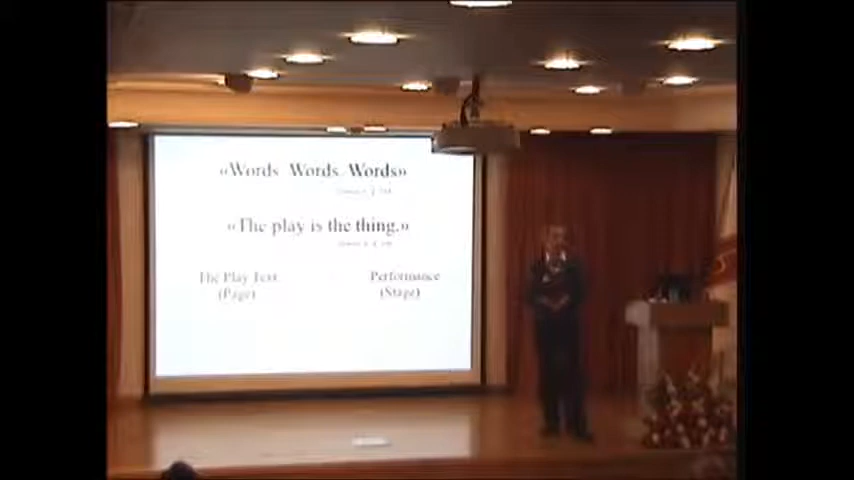 «Words. Words. Words»
«The play is the thing.»
The Play Text Performance
(Page) (Stage)